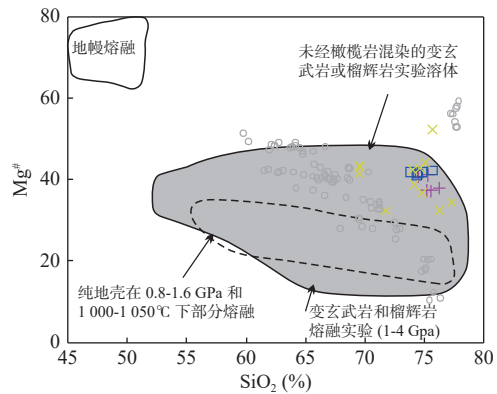 80
60
40
20
0
Mg#
地幔熔融
未经橄榄岩混染的变玄
武岩或榴辉岩实验溶体
纯地壳在 0.8-1.6 GPa 和
1 000-1 050℃ 下部分熔融
变玄武岩和榴辉岩
熔融实验 (1-4 Gpa)
45
50
55
60
65
70
75
80
SiO2 (%)